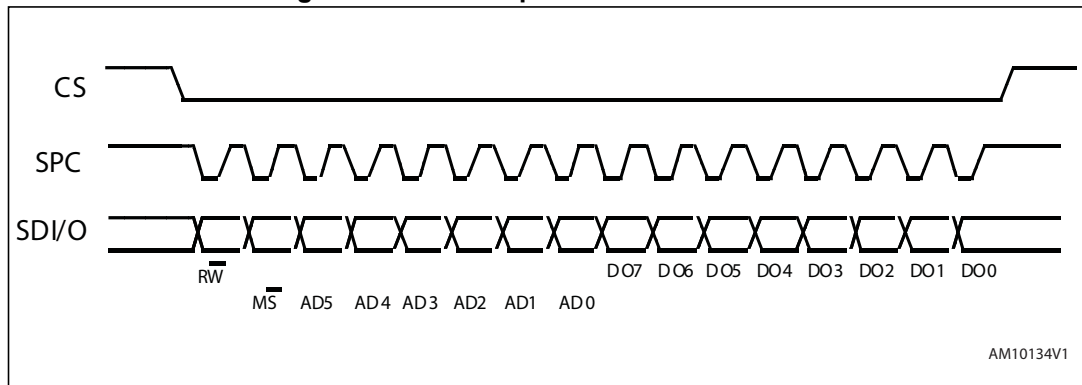 CS
SPC
SDI/O
RW
DO7 DO6 DO5 DO4 DO3 DO2 DO1 DO0
MS AD5 AD4 AD3 AD2 AD1 AD0
AM10134V1